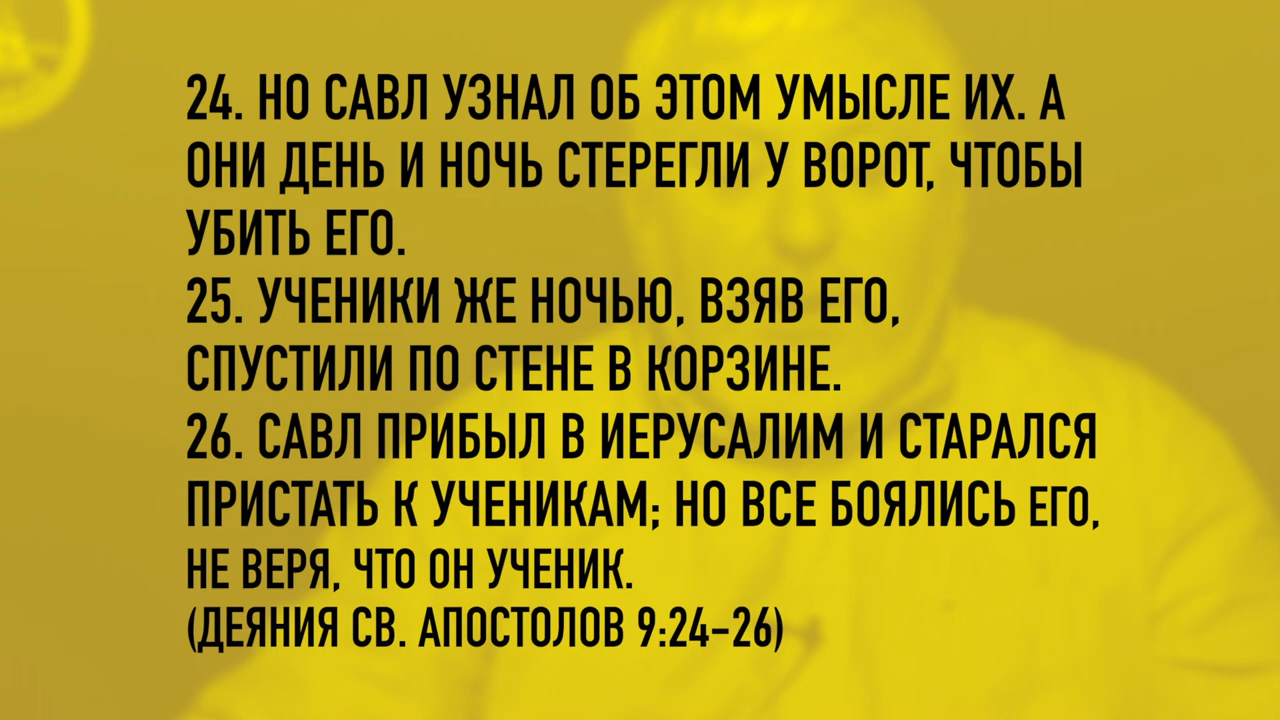 24. НО САВЛ УЗНАЛ ОБ ЭТОМ УМЫСЛЕ ИХ. А
ОНИ ДЕНЬ И НОЧЬ СТЕРЕГЛИ У ВОРОТ, ЧТОБЫ
УБИТЬ ЕГО.
25. УЧЕНИКИ ЖЕ НОЧЬЮ, ВЗЯВ ЕГО,
СПУСТИЛИ ПО СТЕНЕ В КОРЗИНЕ.
26. САВЛ ПРИБЫЛ В ИЕРУСАЛИМ И СТАРАЛСЯ
ПРИСТАТЬ К УЧЕНИКАМ; НО ВСЕ БОЯЛИСЬ ЕГО,
НЕ ВЕРЯ, ЧТО ОН УЧЕНИК.
(ДЕЯНИЯ СВ. АПОСТОЛОВ 9:24-26)